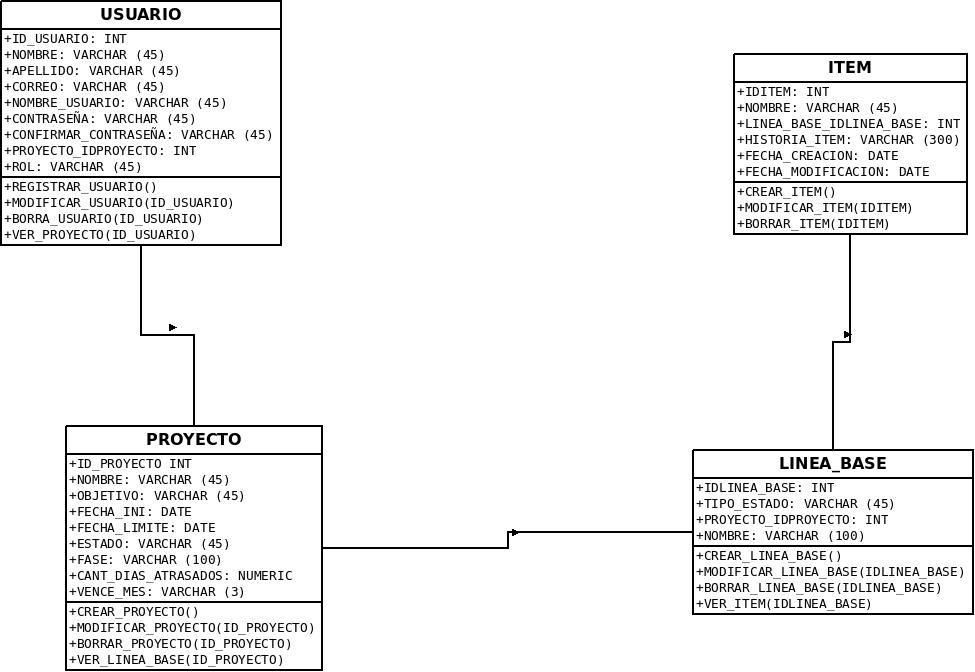 USUARIO
+ID_USUARIO: INT
+NOMBRE: VARCHAR (45)
+APELLIDO: VARCHAR (45)
+CORREO: VARCHAR (45)
+NOMBRE_USUARIO: VARCHAR (45)
+CONTRASEÑA: VARCHAR (45)
+CONFIRMAR_CONTRASEÑA: VARCHAR (45)
+PROYECTO_IDPROYECTO: INT
+ROL: VARCHAR (45)
+REGISTRAR_USUARIO()
+MODIFICAR_USUARIO(ID_USUARIO)
+BORRA_USUARIO(ID_USUARIO)
+VER_PROYECTO(ID_USUARIO)
ITEM
+IDITEM: INT
+NOMBRE: VARCHAR (45)
+LINEA_BASE_IDLINEA_BASE: INT
+HISTORIA_ITEM: VARCHAR (300)
+FECHA_CREACION: DATE
+FECHA_MODIFICACION: DATE
+CREAR_ITEM()
+MODIFICAR_ITEM(IDITEM)
+BORRAR_ITEM(IDITEM)
PROYECTO
+ID_PROYECTO INT
+NOMBRE: VARCHAR (45)
+OBJETIVO: VARCHAR (45)
+FECHA_INI: DATE
+FECHA_LIMITE: DATE
+ESTADO: VARCHAR (45)
+FASE: VARCHAR (100)
+CANT_DIAS_ATRASADOS: NUMERIC
+VENCE_MES: VARCHAR (3)
+CREAR_PROYECTO()
+MODIFICAR_PROYECTO(ID_PROYECTO)
+BORRAR_PROYECTO(ID_PROYECTO)
+VER_LINEA_BASE(ID_PROYECTO)
LINEA_BASE
+IDLINEA_BASE: INT
+TIPO_ESTADO: VARCHAR (45)
+PROYECTO_IDPROYECTO: INT
+NOMBRE: VARCHAR (100)
+CREAR_LINEA_BASE()
+MODIFICAR_LINEA_BASE(IDLINEA_BASE)
+BORRAR_LINEA_BASE(IDLINEA_BASE)
+VER_ITEM(IDLINEA_BASE)